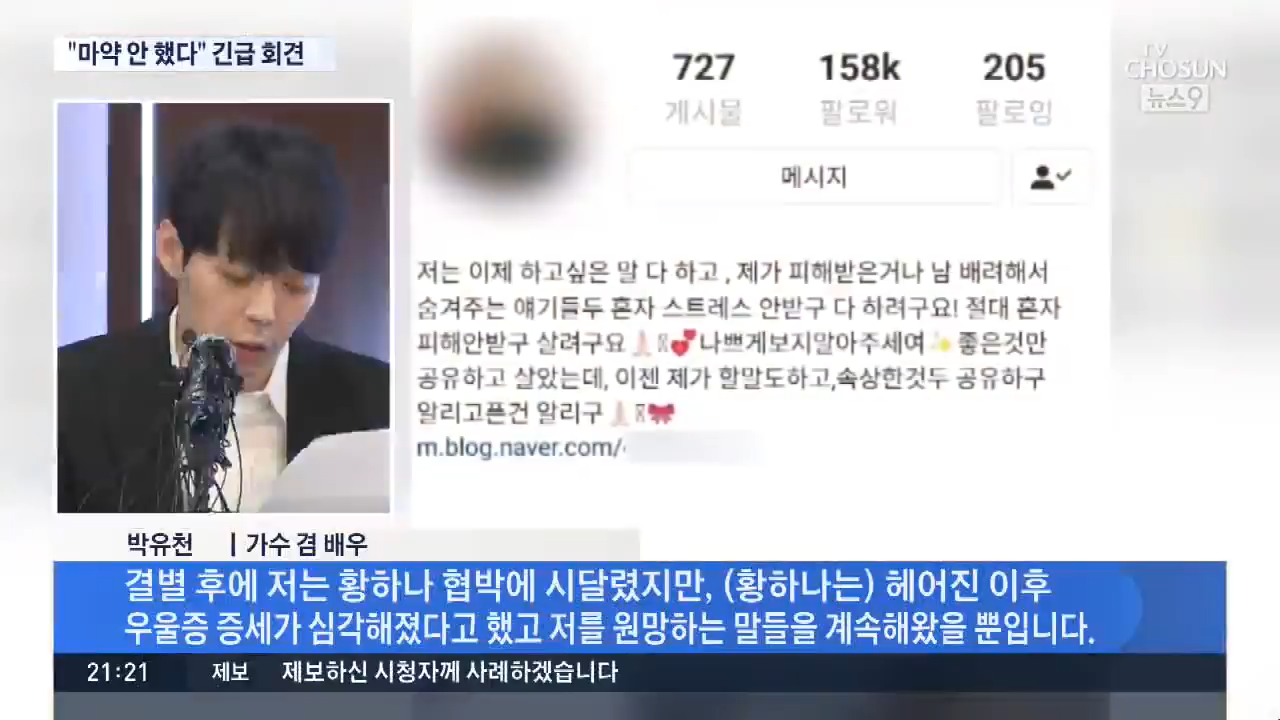 "마약 안 했다" 긴급 회견
TV
CHOSUN
뉴스9
727
158k
205
게시물
팔로워
팔로잉
메시지
저는 이제 하고싶은 말 다 하고 , 제가 피해받은거나 남 배려해서
숨겨주는 얘기들두 혼자 스트레스 안받구 다 하려구요! 절대 혼자
피해안받구 살려구요🙏🏻💕나쁘게보지말아주세여✨좋은것만
공유하고 살았는데, 이젠 제가 할말도하고,속상한것두 공유하구
알리고픈건 알리구🙏🏻🎀
m.blog.naver.com/
박유천 | 가수 겸 배우
결별 후에 저는 황하나 협박에 시달렸지만, (황하나는) 헤어진 이후
우울증 증세가 심각해졌다고 했고 저를 원망하는 말들을 계속해왔을 뿐입니다.
21:21 제보 제보하신 시청자께 사례하겠습니다